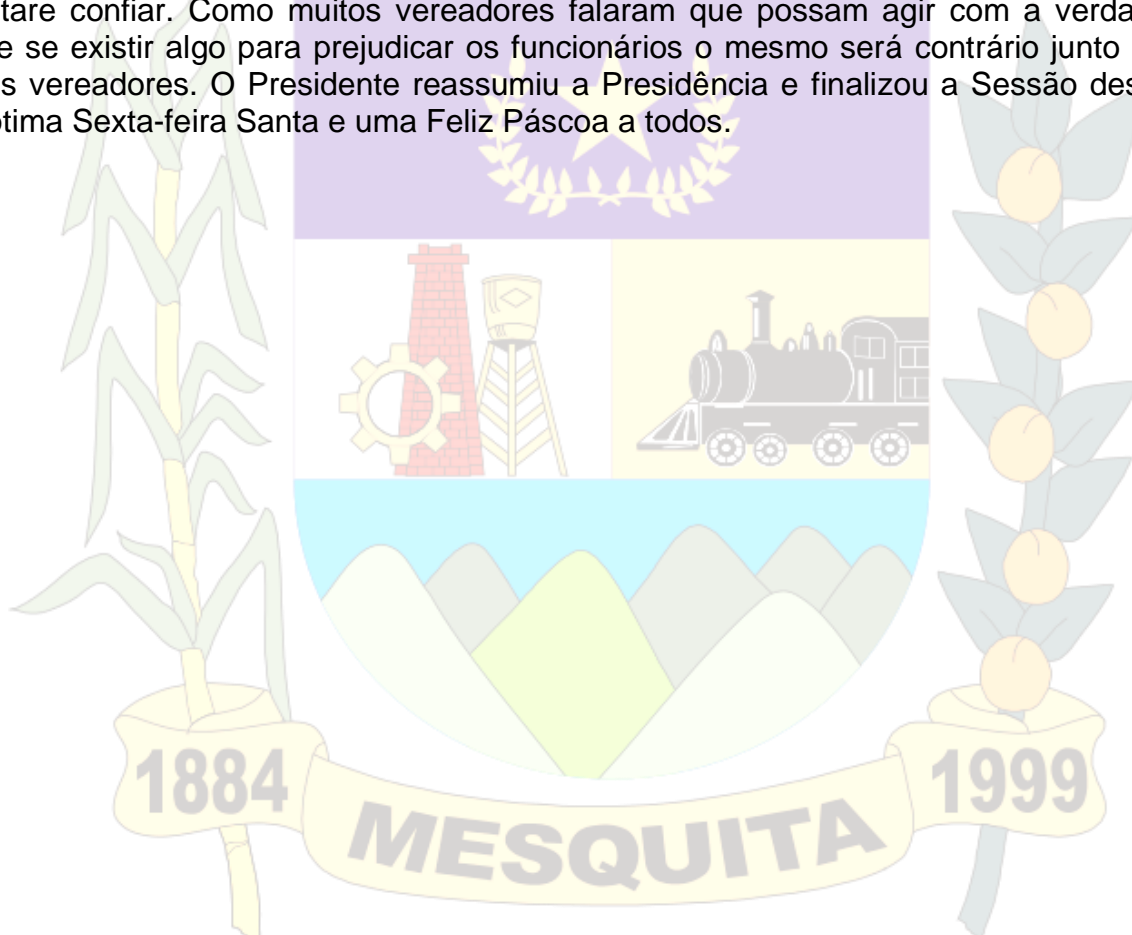 tare confiar. Como muitos vereadores falaram que possam agir com a verda
e se existir algo para prejudicar os funcionários o mesmo será contrário junto
s vereadores. O Presidente reassumiu a Presidência e finalizou a Sessão des
tima Sexta-feira Santa e uma Feliz Páscoa a todos.
1884
MESQUITA
1999